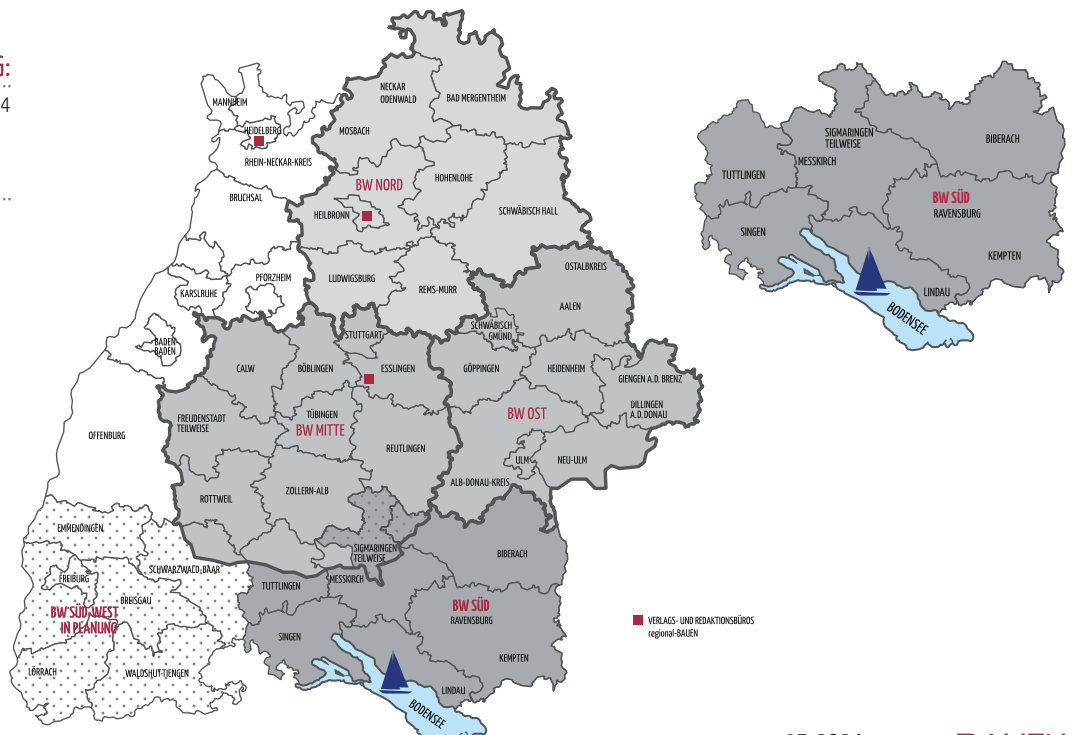 G:
4
MANNHEIM
HEIDELBERG
RHEIN-NECKAR-KREIS
BRUCHSAL
KARLSRUHE
PFORZHEIM
BADEN-
BADEN
OFFENBURG
NECKAR
ODENWALD
BAD MERGENTHEIM
MOSBACH
BW NORD
HOHENLOHE
HEILBRONN
SCHWÄBISCH HALL
LUDWIGSBURG
REMS-MURR
OSTALBKREIS
AALEN
SCHWÄBISCH
GMÜND
GÖPPINGEN
HEIDENHEIM
GIENGEN A.D. BRENZ
DILLINGEN
A.D.DONAU
BW OST
ULM
NEU-ULM
ALB-DONAU-KREIS
STUTTGART
CALW
BÖBLINGEN
ESSLINGEN
FREUDENSTADT
TEILWEISE
TÜBINGEN
BW MITTE
REUTLINGEN
ROTTWEIL
ZOLLERN-ALB
SIGMARINGEN
TEILWEISE
EMMENDINGEN
SCHWARZWALD-BAAR
FREIBURG
BREISGAU
BW SÜD-WEST
IN PLANUNG
LÖRRACH
WALDSHUT-TIENGEN
TUTTLINGEN
MESSKIRCH
BIBERACH
BW SÜD
RAVENSBURG
SINGEN
KEMPTEN
LINDAU
BODENSEE
SIGMARINGEN
TEILWEISE
BIBERACH
MESSKIRCH
TUTTLINGEN
BW SÜD
RAVENSBURG
SINGEN
KEMPTEN
LINDAU
BODENSEE
VERLAGS- UND REDAKTIONSBÜROS
regional-BAUEN